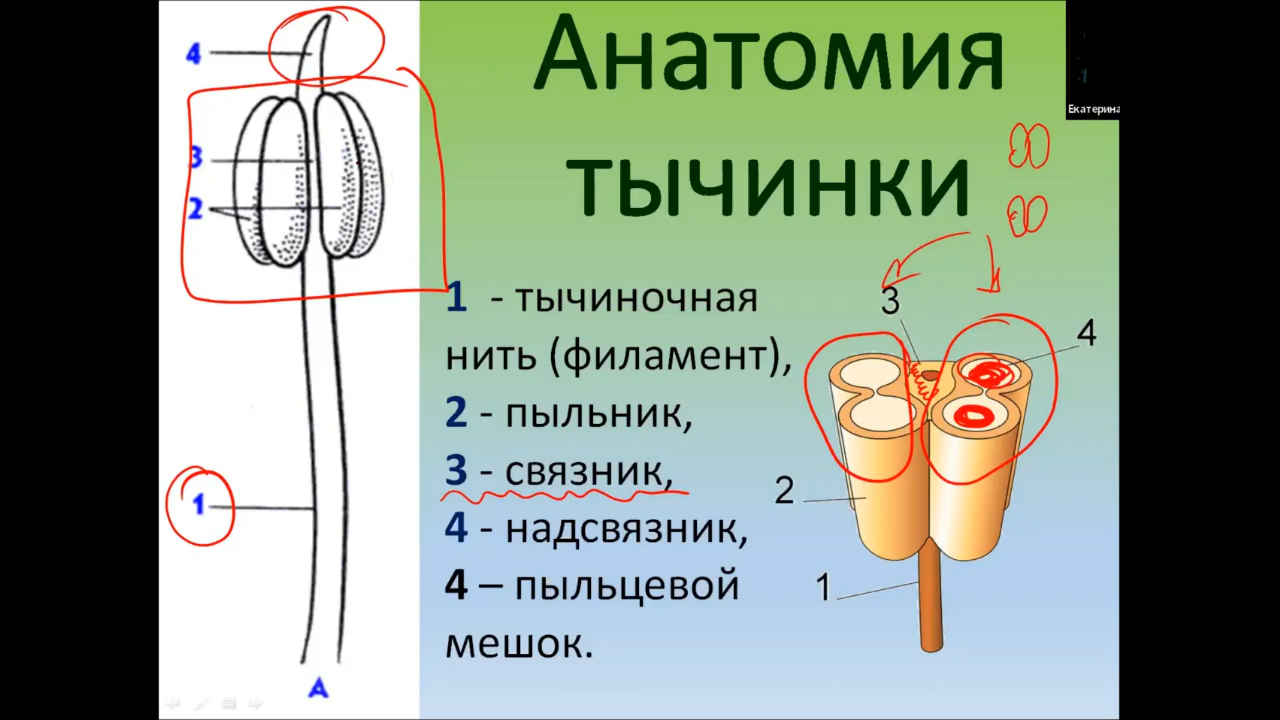 Анатомия
тычинки
Екатерина
1 - тычиночная
нить (филамент),
2 - пыльник,
3 - связник,
4 - надсвязник,
4 – пыльцевой
мешок.
4
3
2
1
А
3
4
2
1